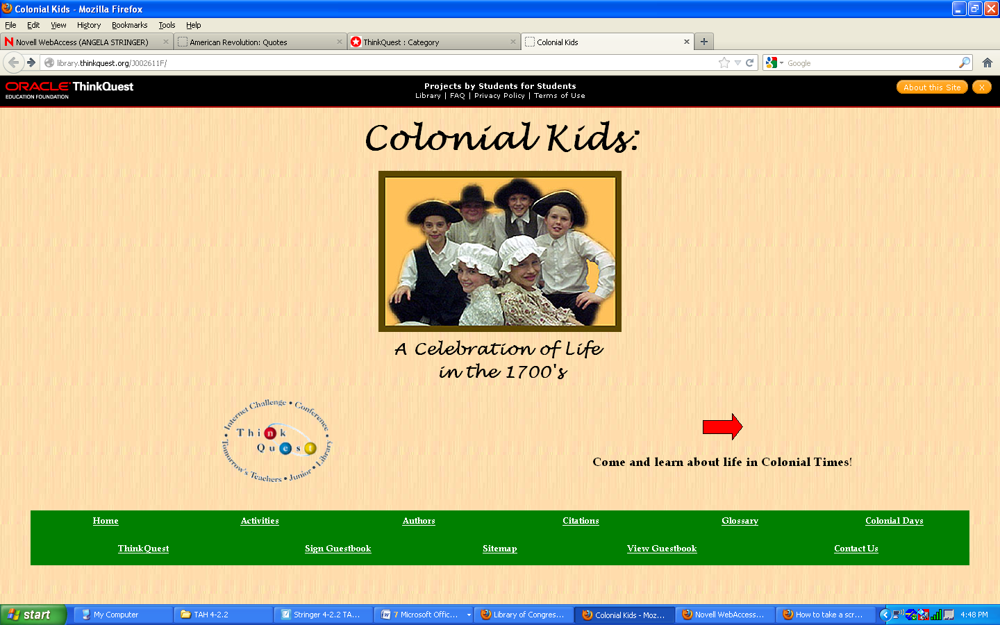 Colonial Kids - Mozilla Firefox
File Edit View History Bookmarks Tools Help
Novell WebAccess (ANGELA STRINGER)
American Revolution: Quotes
ThinkQuest : Category
Colonial Kids
library.thinkquest.org/J002611F/
Google
ORACLE ThinkQuest
EDUCATION FOUNDATION
Projects by Students for Students
Library | FAQ | Privacy Policy | Terms of Use
About this Site X
Colonial Kids:
A Celebration of Life
in the 1700's
Internet Challenge • Conference
• Library • Junior • Tomorrow's Teachers •
Think
Quest
Come and learn about life in Colonial Times!
Home Activities Authors Citations Glossary Colonial Days
ThinkQuest Sign Guestbook Sitemap View Guestbook Contact Us
start My Computer TAH 4-2.2 Stringer 4-2.2 TA... 7 Microsoft Offic... Library of Congres... Colonial Kids - Moz... Novell WebAccess... How to take a scr... 4:48 PM